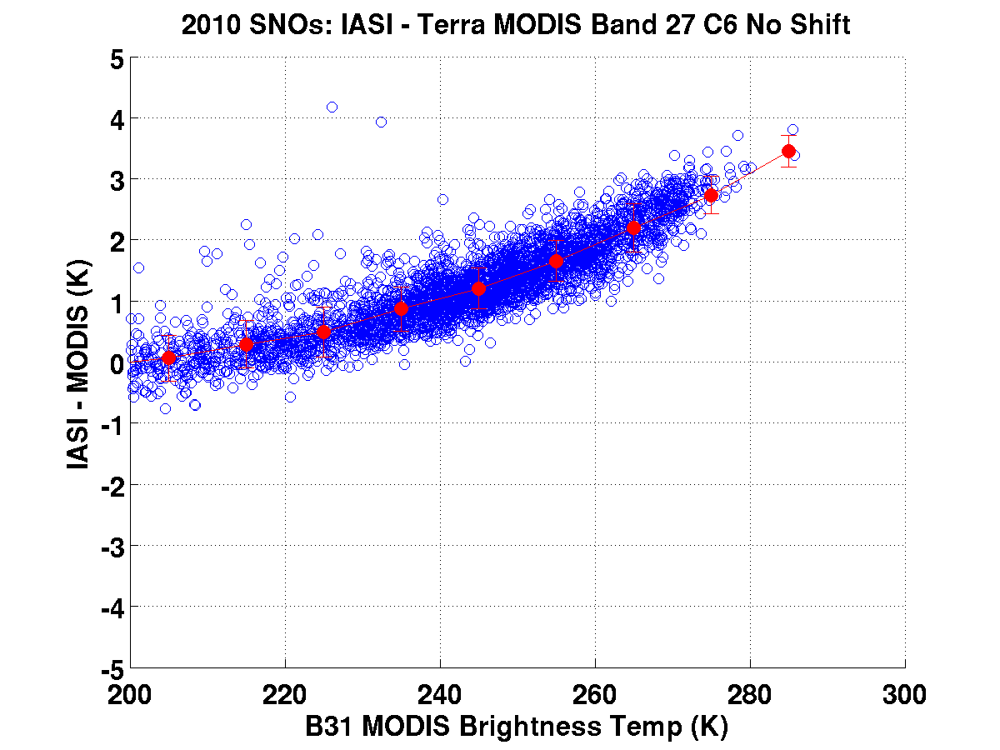 2010 SNOs: IASI - Terra MODIS Band 27 C6 No Shift
5
4
3
2
1
0
-1
-2
-3
-4
-5
IASI - MODIS (K)
200 220 240 260 280 300
B31 MODIS Brightness Temp (K)